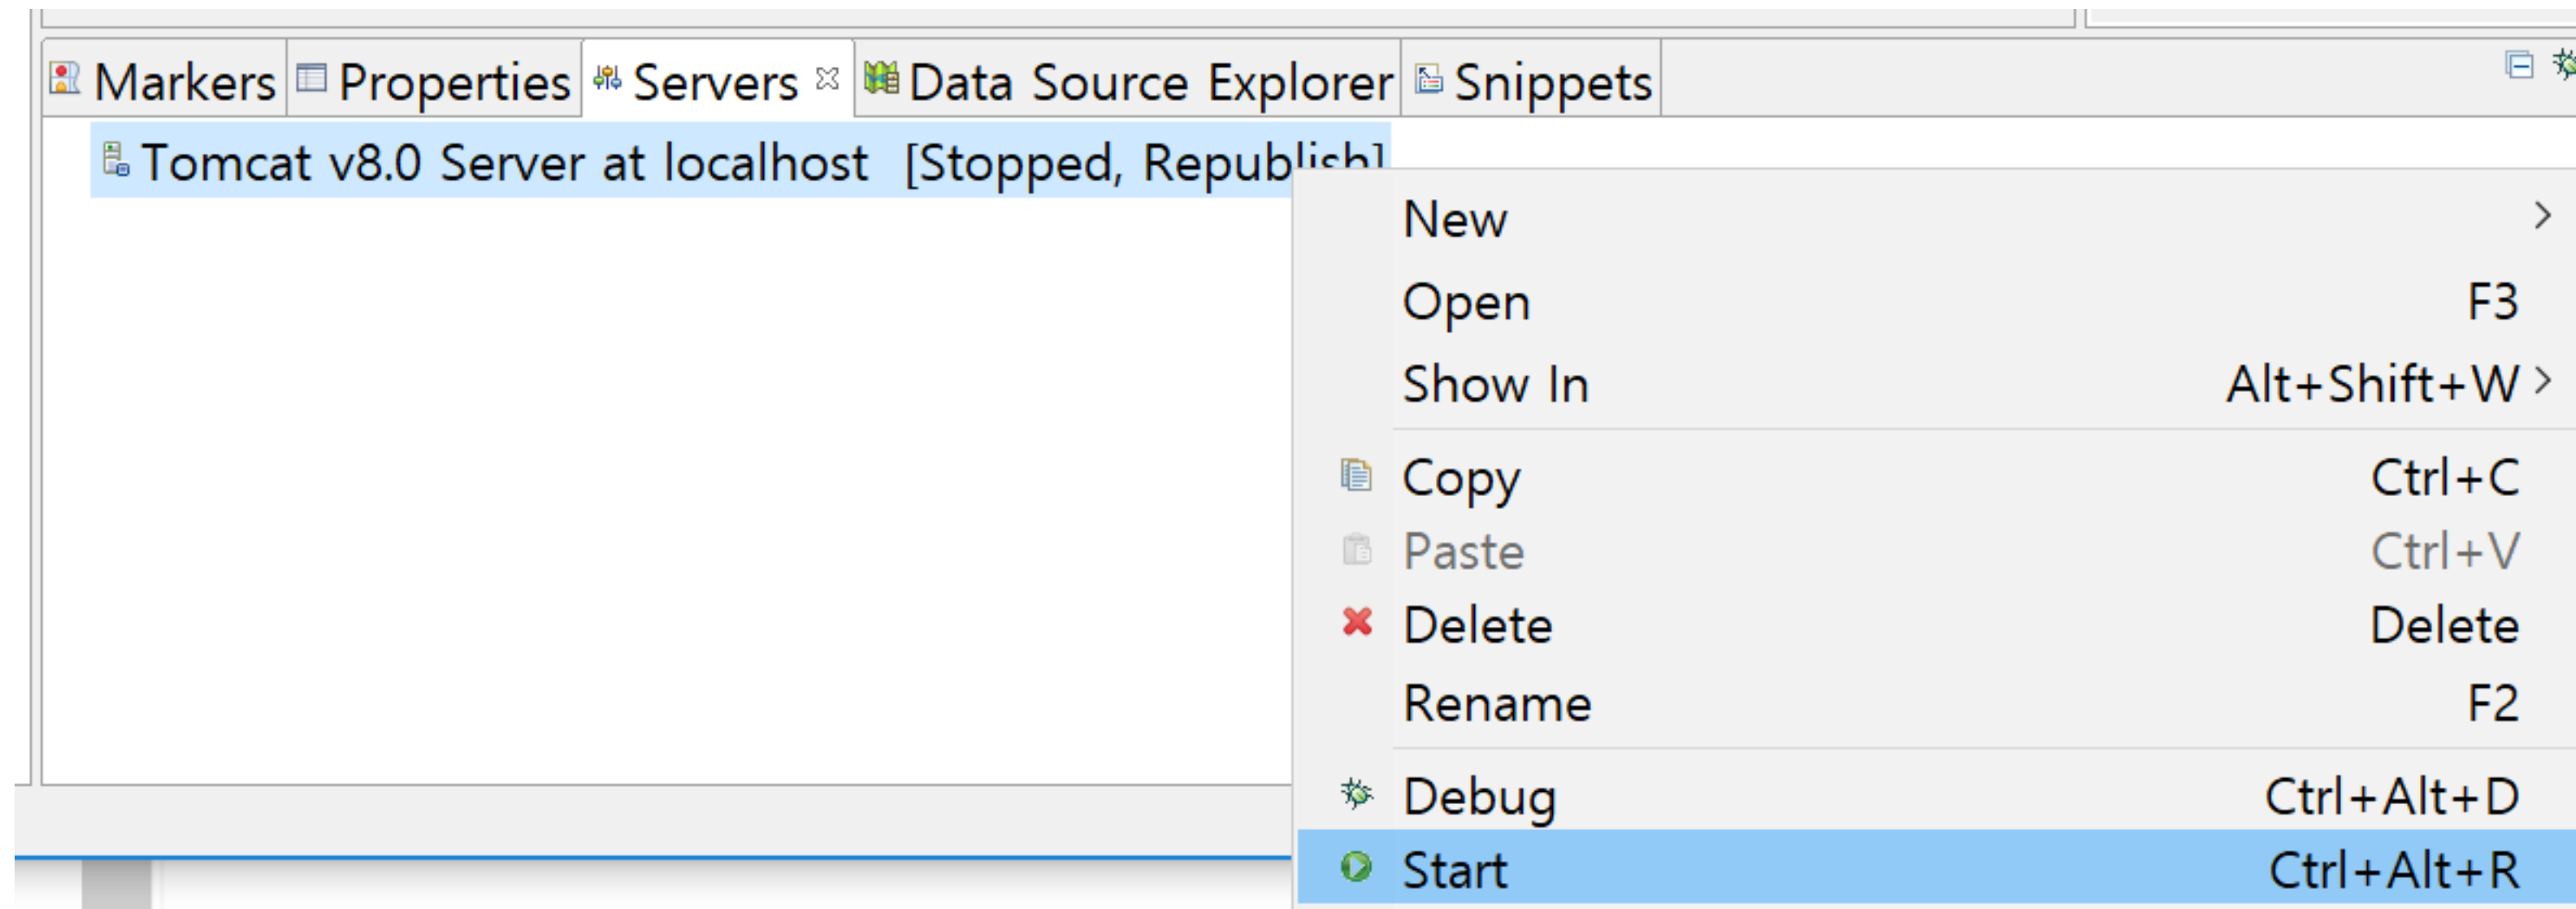 Markers Properties Servers Data Source Explorer Snippets
Tomcat v8.0 Server at localhost [Stopped, Republish]
New
Open F3
Show In Alt+Shift+W
Copy Ctrl+C
Paste Ctrl+V
Delete Delete
Rename F2
Debug Ctrl+Alt+D
Start Ctrl+Alt+R